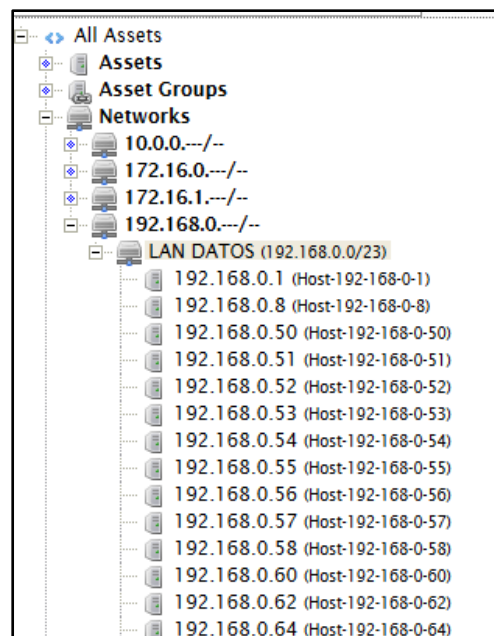 All Assets
Assets
Asset Groups
Networks
10.0.0.---/--
172.16.0.---/--
172.16.1.---/--
192.168.0.---/--
LAN DATOS (192.168.0.0/23)
192.168.0.1 (Host-192-168-0-1)
192.168.0.8 (Host-192-168-0-8)
192.168.0.50 (Host-192-168-0-50)
192.168.0.51 (Host-192-168-0-51)
192.168.0.52 (Host-192-168-0-52)
192.168.0.53 (Host-192-168-0-53)
192.168.0.54 (Host-192-168-0-54)
192.168.0.55 (Host-192-168-0-55)
192.168.0.56 (Host-192-168-0-56)
192.168.0.57 (Host-192-168-0-57)
192.168.0.58 (Host-192-168-0-58)
192.168.0.60 (Host-192-168-0-60)
192.168.0.62 (Host-192-168-0-62)
192.168.0.64 (Host-192-168-0-64)